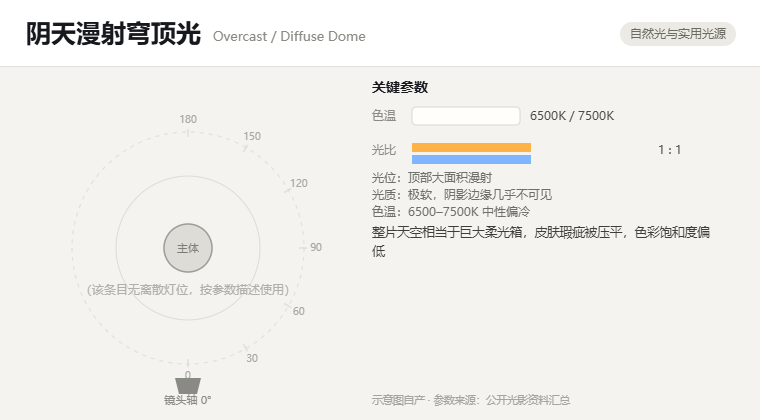 阴天漫射穹顶光 Overcast / Diffuse Dome 自然光与实用光源
关键参数
色温 6500K / 7500K
光比 1 : 1
光位：顶部大面积漫射
光质：极软，阴影边缘几乎不可见
色温：6500–7500K 中性偏冷
整片天空相当于巨大柔光箱，皮肤瑕疵被压平，色彩饱和度偏
低
180
150
120
90
60
30
0
主体
(该条目无离散灯位，按参数描述使用)
镜头轴 0°
示意图自产 · 参数来源：公开光影资料汇总